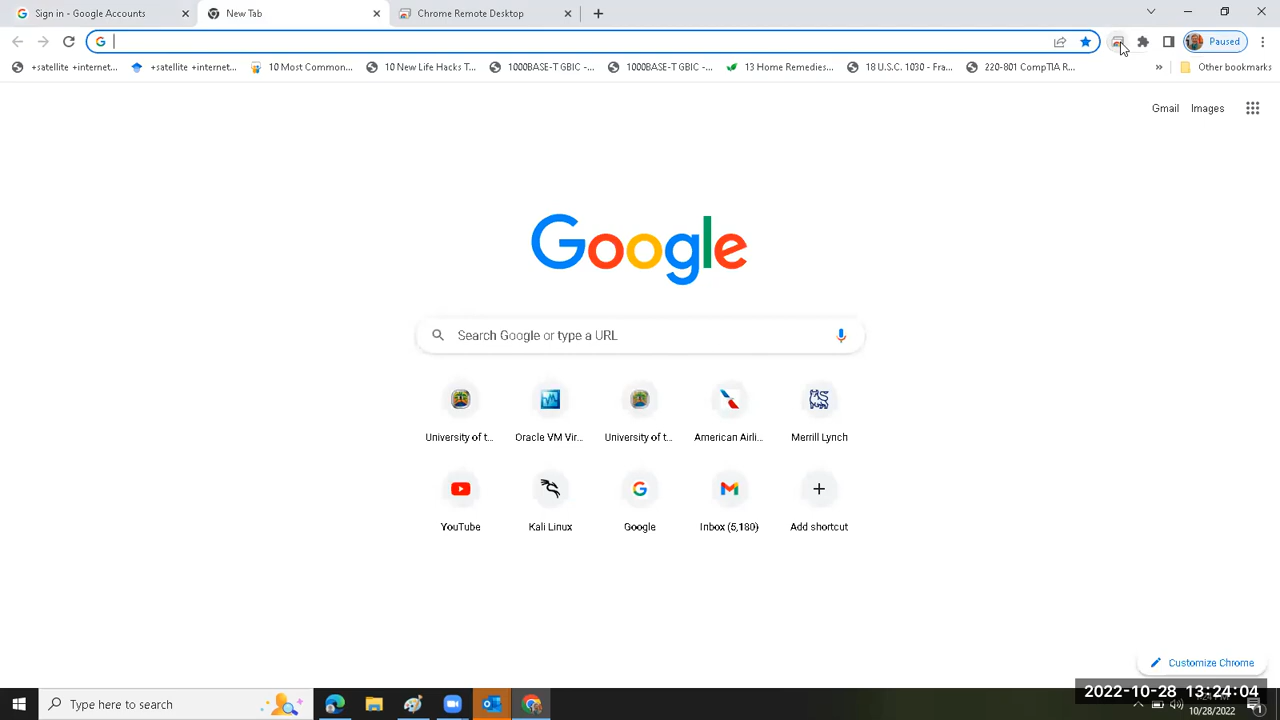 Sign in - Google Accounts
New Tab
Chrome Remote Desktop
Paused
+satellite +internet...
+satellite +internet...
10 Most Common...
10 New Life Hacks T...
1000BASE-T GBIC -...
1000BASE-T GBIC -...
13 Home Remedies...
18 U.S.C. 1030 - Fra...
220-801 CompTIA R...
»
Other bookmarks
Gmail
Images
Google
Search Google or type a URL
University of t...
Oracle VM Vir...
University of t...
American Airli...
Merrill Lynch
YouTube
Kali Linux
Google
Inbox (5,180)
Add shortcut
Customize Chrome
Type here to search
2022-10-28 13:24:04
10/28/2022